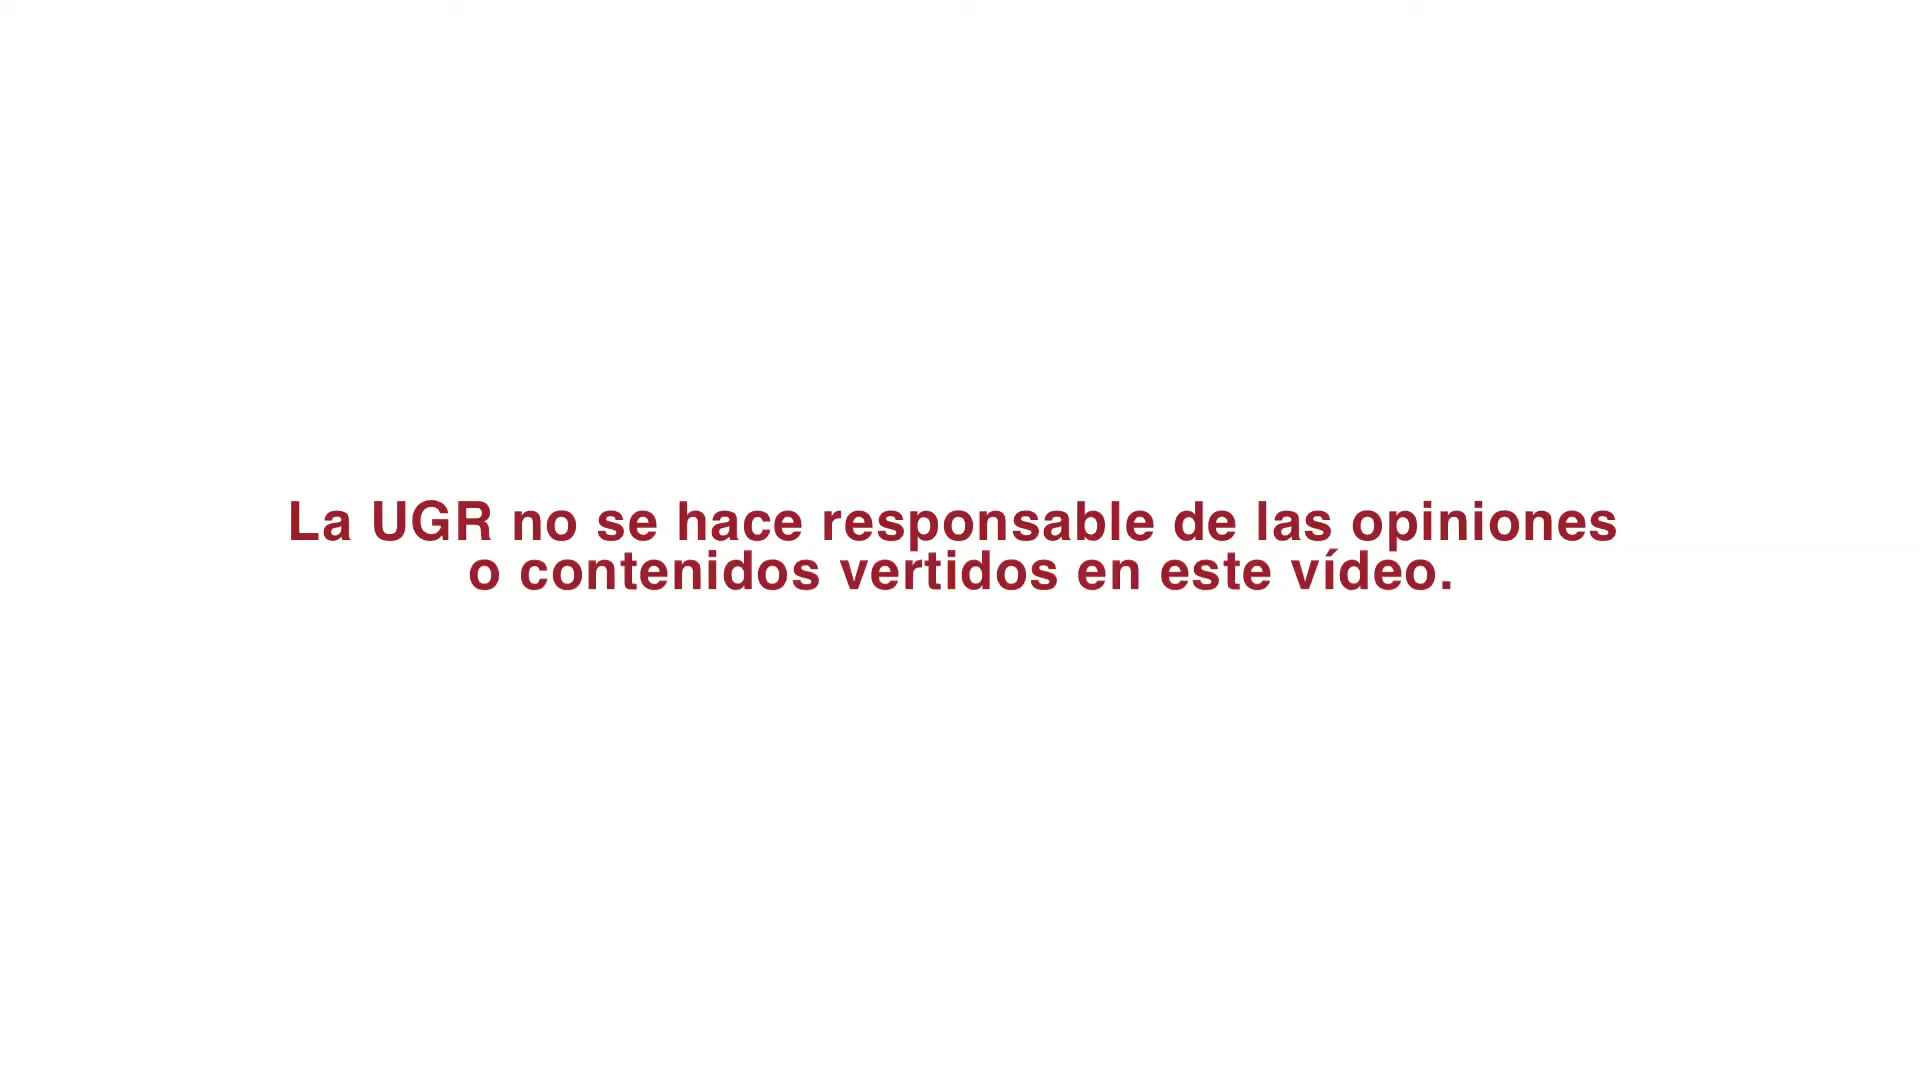 La UGR no se hace responsable de las opiniones
o contenidos vertidos en este vídeo.